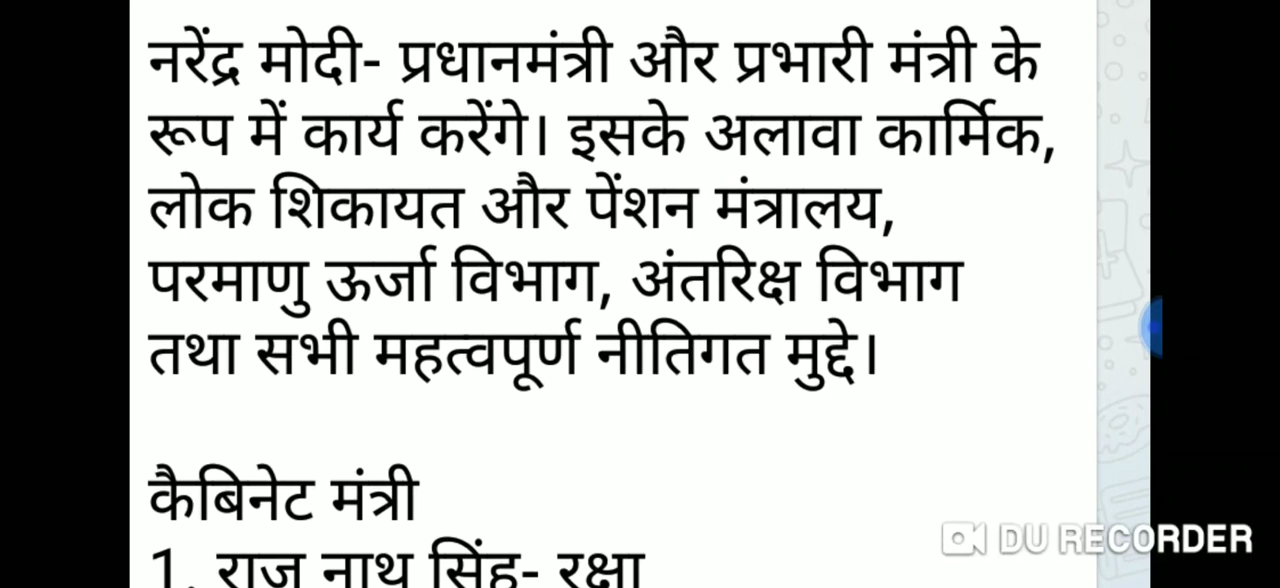 नरेंद्र मोदी- प्रधानमंत्री और प्रभारी मंत्री के
रूप में कार्य करेंगे। इसके अलावा कार्मिक,
लोक शिकायत और पेंशन मंत्रालय,
परमाणु ऊर्जा विभाग, अंतरिक्ष विभाग
तथा सभी महत्वपूर्ण नीतिगत मुद्दे।
कैबिनेट मंत्री
1. राज नाथ सिंह- रक्षा
DU RECORDER